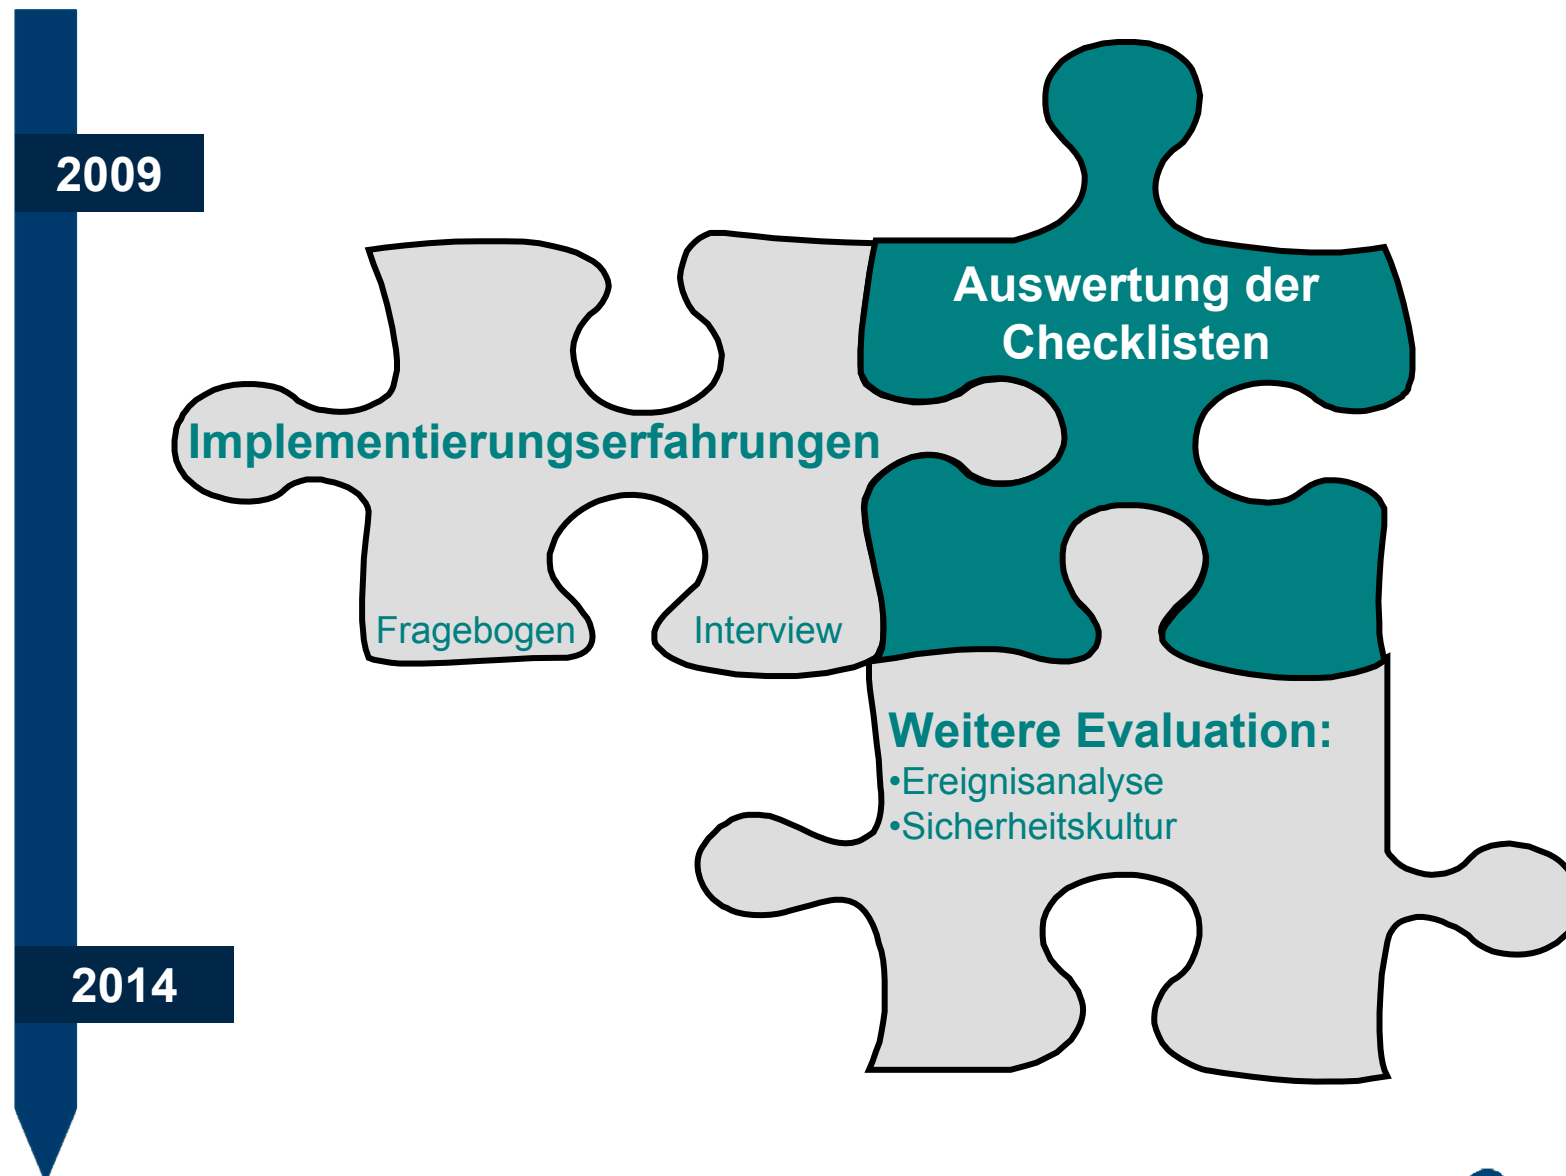 2009
Auswertung der
Checklisten
Implementierungserfahrungen
Fragebogen
Interview
Weitere Evaluation:
•Ereignisanalyse
•Sicherheitskultur
2014